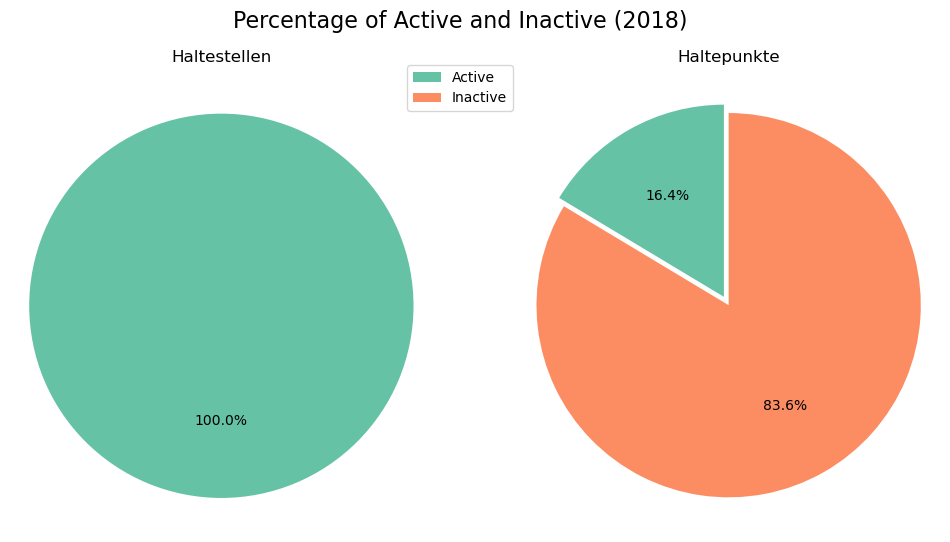 Percentage of Active and Inactive (2018)
Haltestellen
Haltepunkte
Active
Inactive
16.4%
83.6%
100.0%